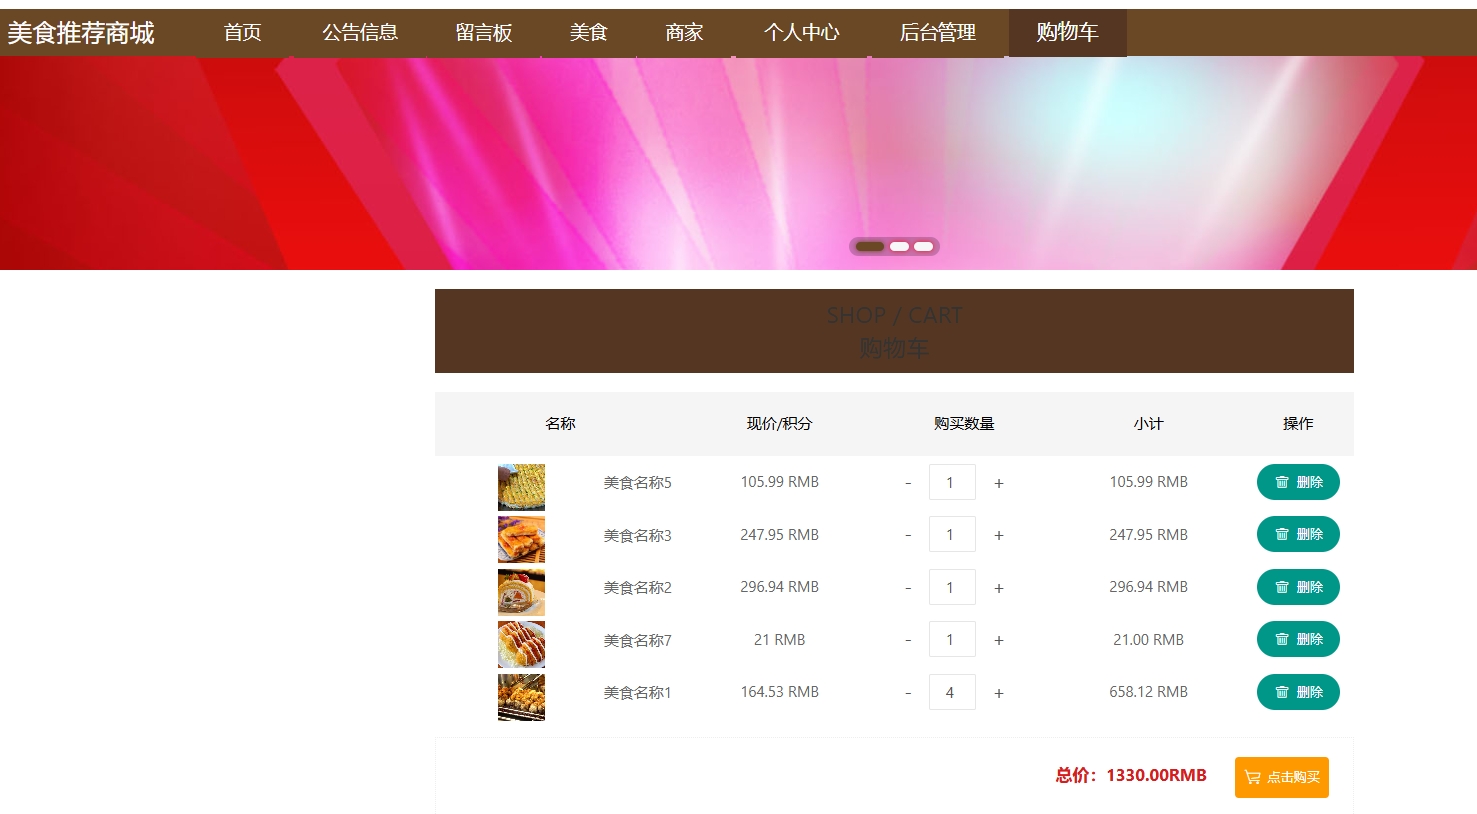 美食推荐商城 首页 公告信息 留言板 美食 商家 个人中心 后台管理 购物车
SHOP / CART
购物车
名称 现价/积分 购买数量 小计 操作
美食名称5 105.99 RMB - 1 + 105.99 RMB 删除
美食名称3 247.95 RMB - 1 + 247.95 RMB 删除
美食名称2 296.94 RMB - 1 + 296.94 RMB 删除
美食名称7 21 RMB - 1 + 21.00 RMB 删除
美食名称1 164.53 RMB - 4 + 658.12 RMB 删除
总价：1330.00RMB 点击购买